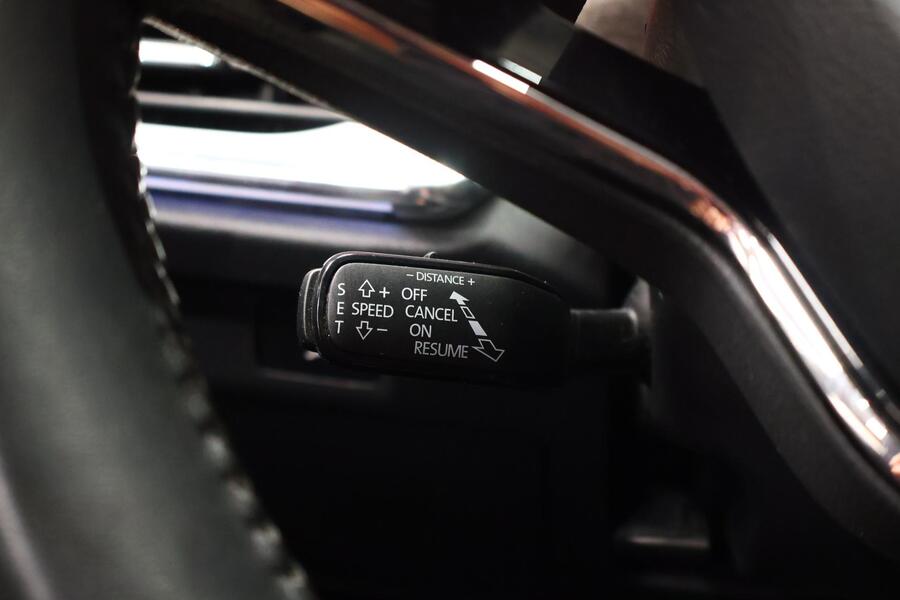 - DISTANCE +
S + OFF
E SPEED CANCEL
T - ON
RESUME